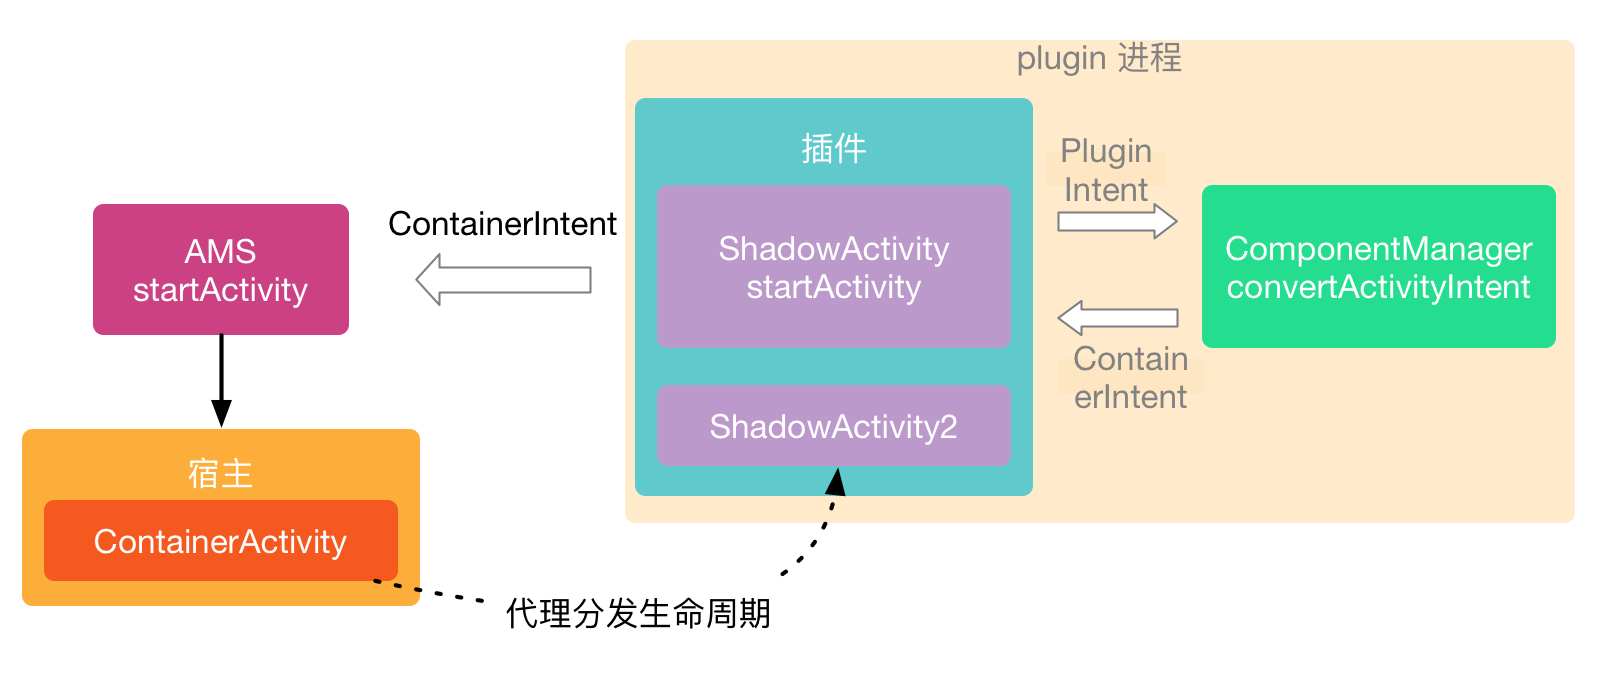 plugin 进程
插件
Plugin
Intent
ContainerIntent
AMS
startActivity
ShadowActivity
startActivity
ComponentManager
convertActivityIntent
Contain
erIntent
ShadowActivity2
宿主
ContainerActivity
代理分发生命周期